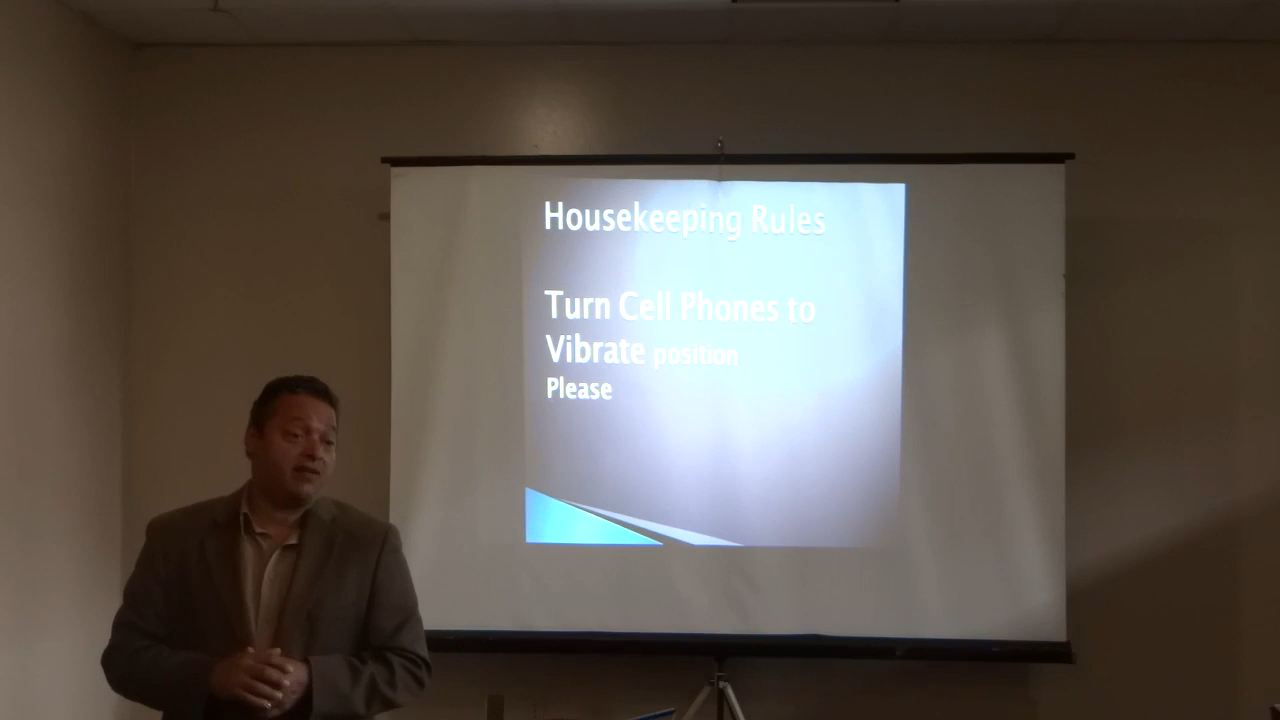 Housekeeping Rules
Turn Cell Phones to
Vibrate position
Please